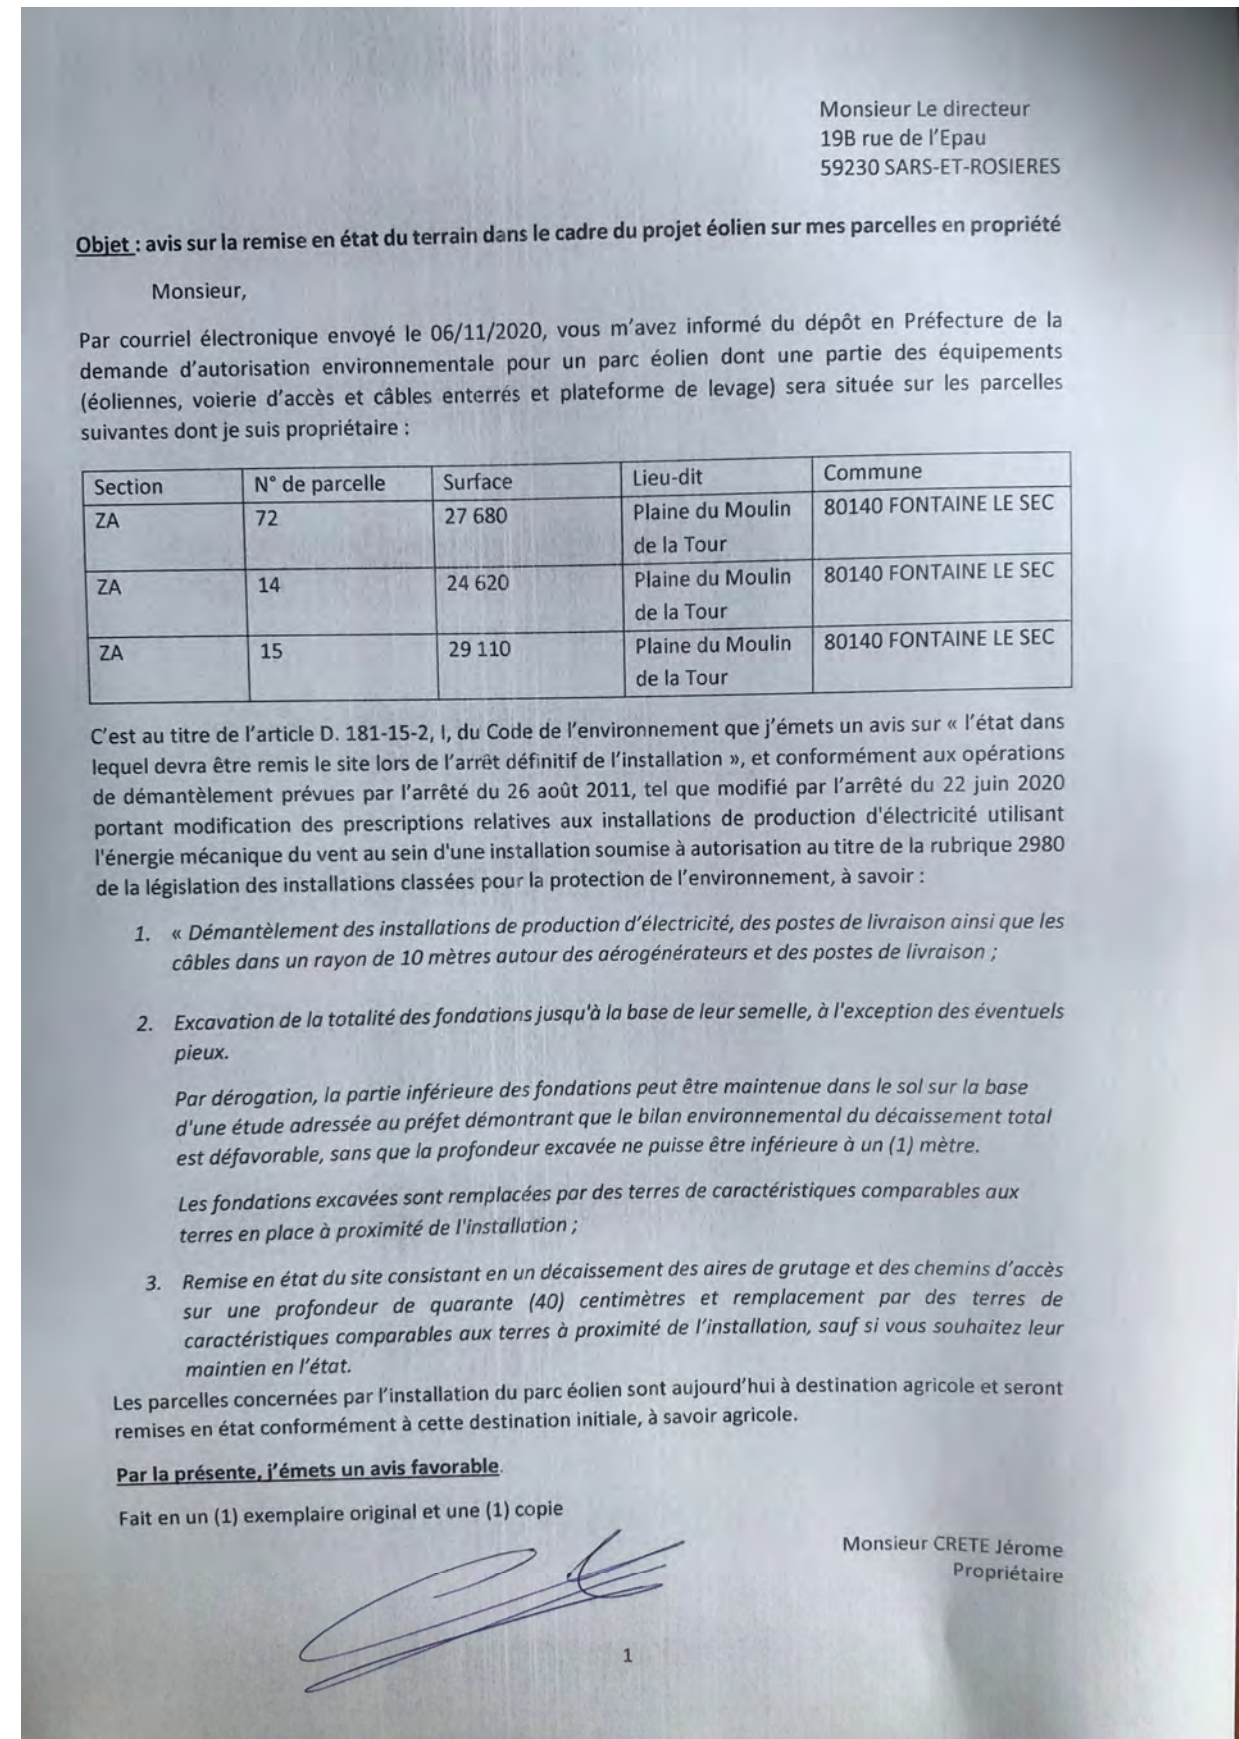 Monsieur Le directeur
19B rue de l'Epau
59230 SARS-ET-ROSIERES
Objet : avis sur la remise en état du terrain dans le cadre du projet éolien sur mes parcelles en propriété
Monsieur,
Par courriel électronique envoyé le 06/11/2020, vous m'avez informé du dépôt en Préfecture de la
demande d'autorisation environnementale pour un parc éolien dont une partie des équipements
(éoliennes, voierie d'accès et câbles enterrés et plateforme de levage) sera située sur les parcelles
suivantes dont je suis propriétaire :
Section N° de parcelle Surface Lieu-dit Commune
ZA 72 27 680 Plaine du Moulin 80140 FONTAINE LE SEC
de la Tour
ZA 14 24 620 Plaine du Moulin 80140 FONTAINE LE SEC
de la Tour
ZA 15 29 110 Plaine du Moulin 80140 FONTAINE LE SEC
de la Tour
C'est au titre de l'article D. 181-15-2, I, du Code de l'environnement que j'émets un avis sur « l'état dans
lequel devra être remis le site lors de l'arrêt définitif de l'installation », et conformément aux opérations
de démantèlement prévues par l'arrêté du 26 août 2011, tel que modifié par l'arrêté du 22 juin 2020
portant modification des prescriptions relatives aux installations de production d'électricité utilisant
l'énergie mécanique du vent au sein d'une installation soumise à autorisation au titre de la rubrique 2980
de la législation des installations classées pour la protection de l'environnement, à savoir :
1. « Démantèlement des installations de production d'électricité, des postes de livraison ainsi que les
câbles dans un rayon de 10 mètres autour des aérogénérateurs et des postes de livraison ;
2. Excavation de la totalité des fondations jusqu'à la base de leur semelle, à l'exception des éventuels
pieux.
Par dérogation, la partie inférieure des fondations peut être maintenue dans le sol sur la base
d'une étude adressée au préfet démontrant que le bilan environnemental du décaissement total
est défavorable, sans que la profondeur excavée ne puisse être inférieure à un (1) mètre.
Les fondations excavées sont remplacées par des terres de caractéristiques comparables aux
terres en place à proximité de l'installation ;
3. Remise en état du site consistant en un décaissement des aires de grutage et des chemins d'accès
sur une profondeur de quarante (40) centimètres et remplacement par des terres de
caractéristiques comparables aux terres à proximité de l'installation, sauf si vous souhaitez leur
maintien en l'état.
Les parcelles concernées par l'installation du parc éolien sont aujourd'hui à destination agricole et seront
remises en état conformément à cette destination initiale, à savoir agricole.
Par la présente, j'émets un avis favorable.
Fait en un (1) exemplaire original et une (1) copie
Monsieur CRETE Jérome
Propriétaire
1